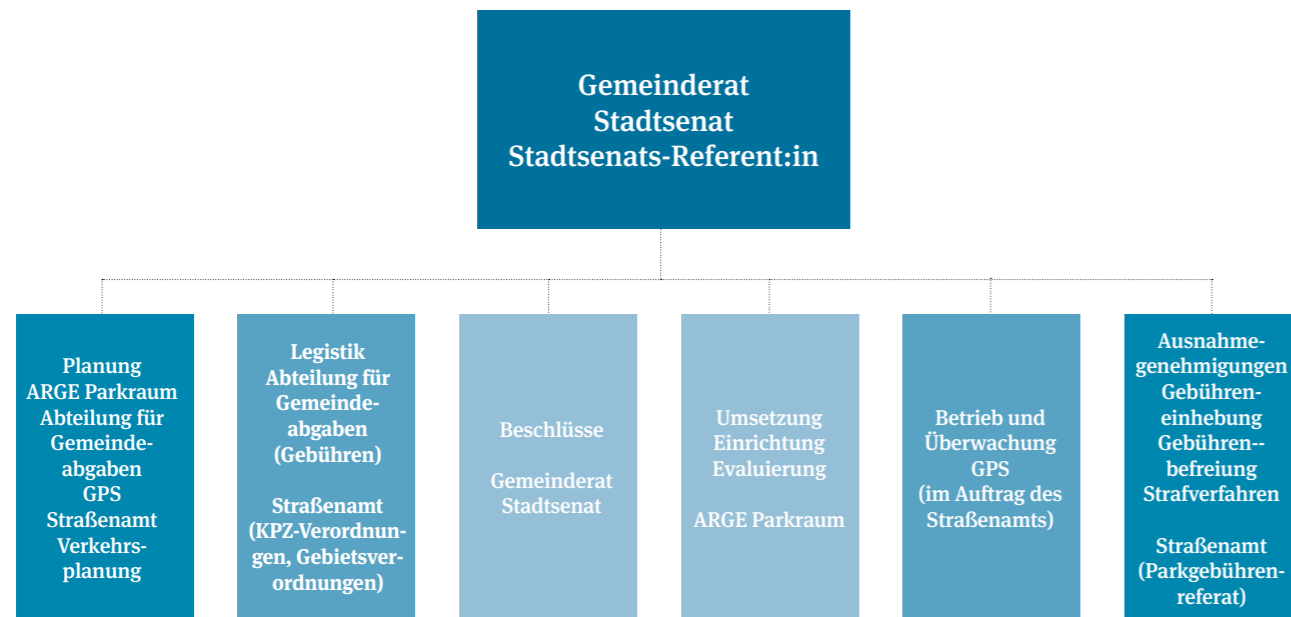 Gemeinderat
Stadtsenat
Stadtsenats-Referent:in
Planung
ARGE Parkraum
Abteilung für
Gemeinde-
abgaben
GPS
Straßenamt
Verkehrs-
planung
Legistik
Abteilung für
Gemeinde-
abgaben
(Gebühren)
Straßenamt
(KPZ-Verordnun-
gen, Gebietsver-
ordnungen)
Beschlüsse
Gemeinderat
Stadtsenat
Umsetzung
Einrichtung
Evaluierung
ARGE Parkraum
Betrieb und
Überwachung
GPS
(im Auftrag des
Straßenamts)
Ausnahme-
genehmigungen
Gebühren-
einhebung
Gebühren--
befreiung
Strafverfahren
Straßenamt
(Parkgebühren-
referat)